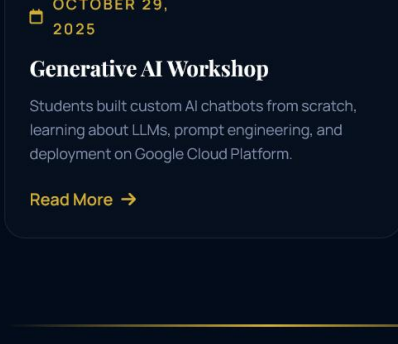 OCTOBER 29,
2025
Generative AI Workshop
Students built custom AI chatbots from scratch,
learning about LLMs, prompt engineering, and
deployment on Google Cloud Platform.
Read More →